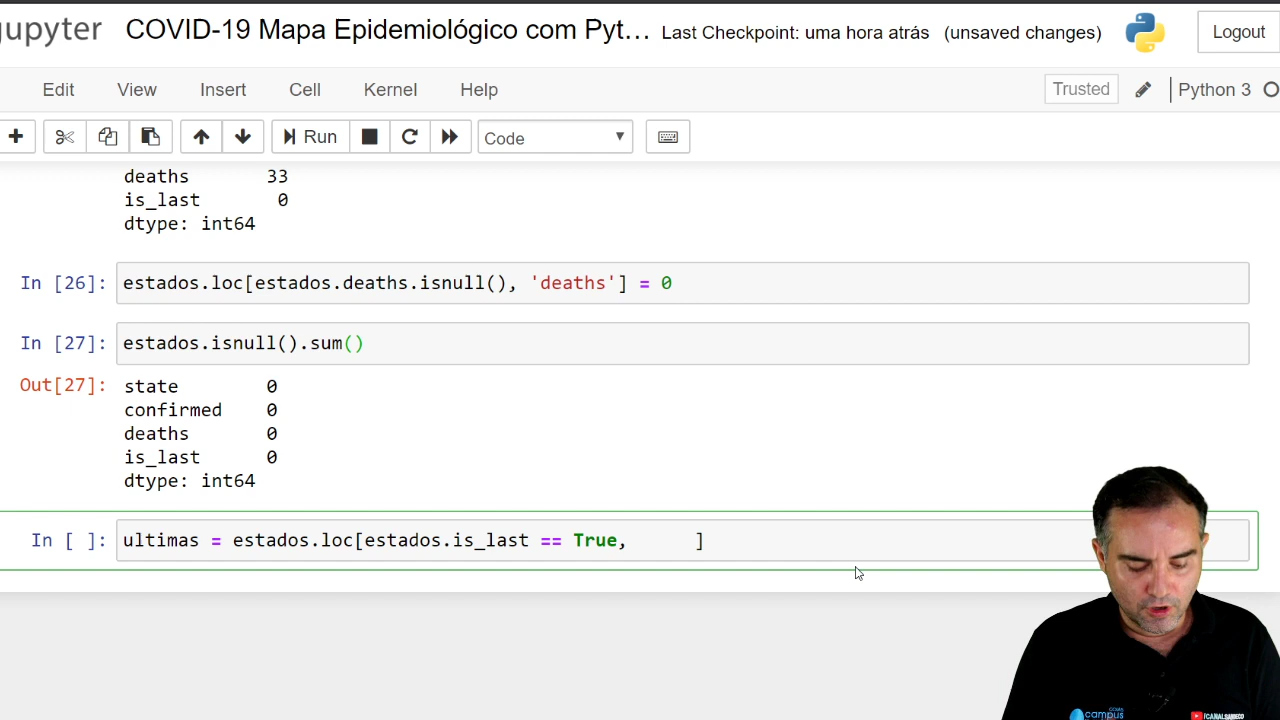 jupyter COVID-19 Mapa Epidemiológico com Pyt... Last Checkpoint: uma hora atrás (unsaved changes) Logout
Edit View Insert Cell Kernel Help Trusted Python 3
Run Code
deaths 33
is_last 0
dtype: int64
In [26]: estados.loc[estados.deaths.isnull(), 'deaths'] = 0
In [27]: estados.isnull().sum()
Out[27]: state 0
confirmed 0
deaths 0
is_last 0
dtype: int64
In [ ]: ultimas = estados.loc[estados.is_last == True, ]
campus